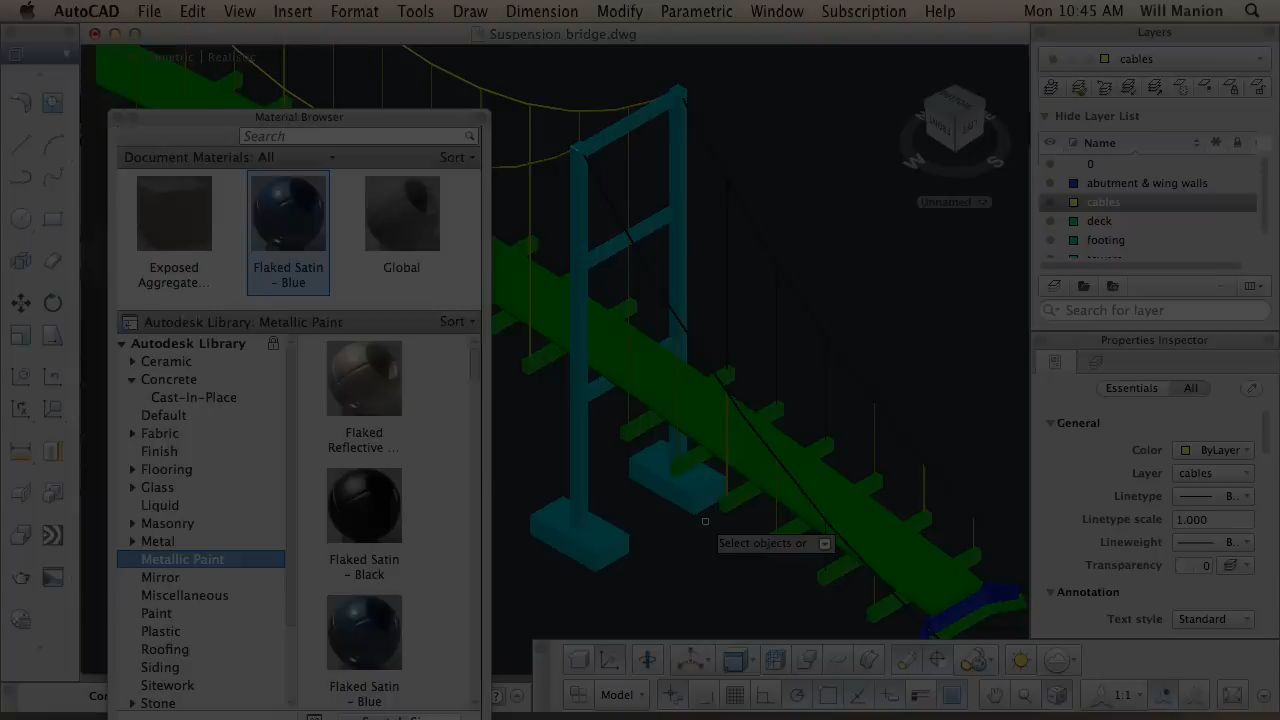 AutoCAD File Edit View Insert Format Tools Draw Dimension Modify Parametric Window Subscription Help Mon 10:45 AM Will Manion
Suspension bridge.dwg
Layers
cables
Hide Layer List
Name
0
abutment & wing walls
cables
deck
footing
Unnamed
W
S
Material Browser
Search
Document Materials: All Sort
Exposed Aggregate...
Flaked Satin - Blue
Global
Autodesk Library: Metallic Paint Sort
Autodesk Library
Ceramic
Concrete
Cast-In-Place
Default
Fabric
Finish
Flooring
Glass
Liquid
Masonry
Metal
Metallic Paint
Mirror
Miscellaneous
Paint
Plastic
Roofing
Siding
Sitework
Stone
Flaked Reflective ...
Flaked Satin - Black
Flaked Satin - Blue
Select objects or
Search for layer
Properties Inspector
Essentials All
General
Color ByLayer
Layer cables
Linetype B..
Linetype scale 1.000
Lineweight B..
Transparency 0
Annotation
Text style Standard
Model 1:1